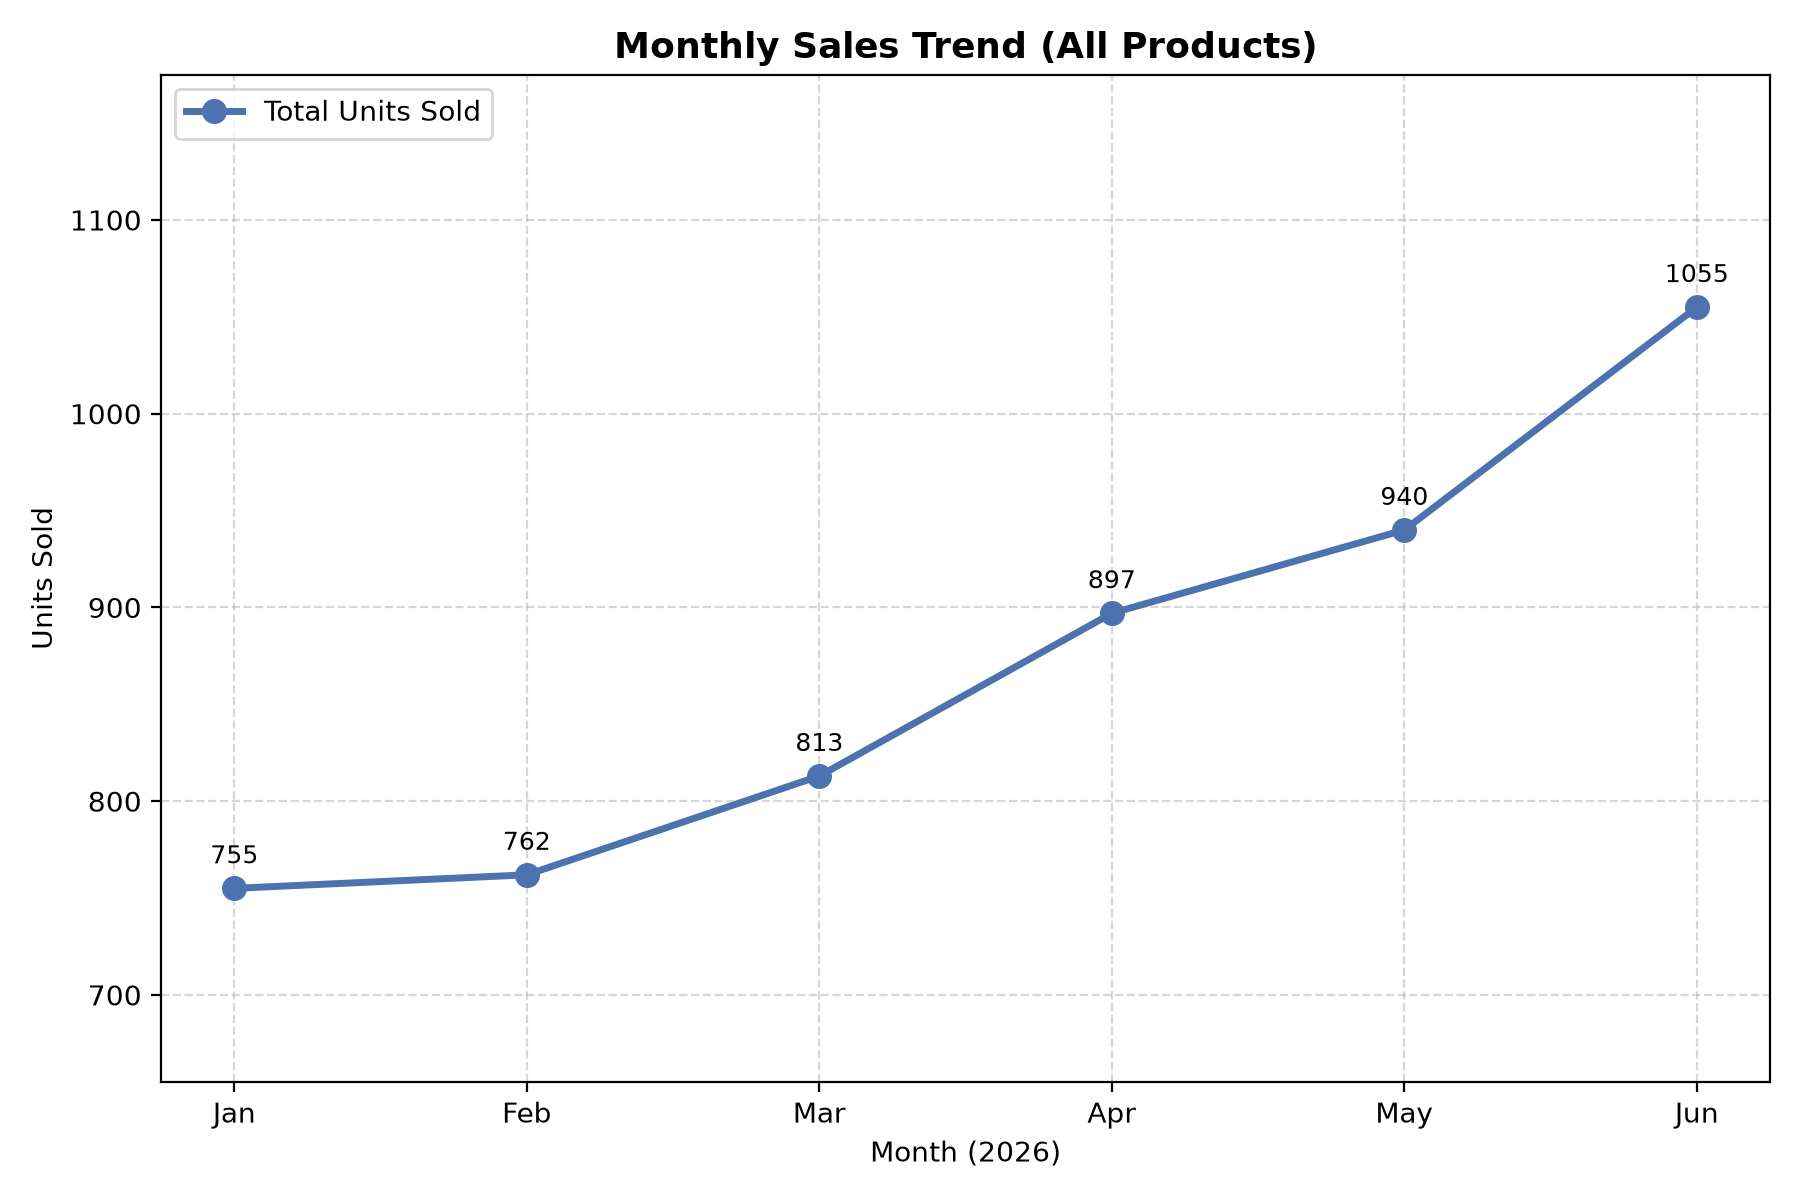 Monthly Sales Trend (All Products)
Total Units Sold
1100
1000
900
800
700
Units Sold
755
762
813
897
940
1055
Jan Feb Mar Apr May Jun
Month (2026)